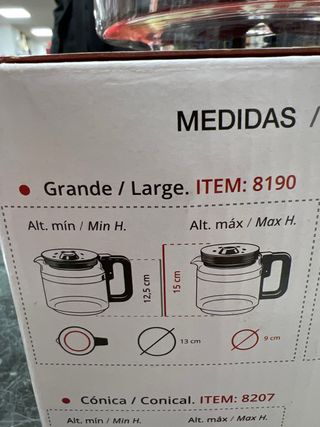 MEDIDAS /
Grande / Large. ITEM: 8190
Alt. mín / Min H. Alt. máx / Max H.
12,5 cm 15 cm
13 cm 9 cm
Cónica / Conical. ITEM: 8207
Alt. mín / Min H. Alt. máx / Max H.